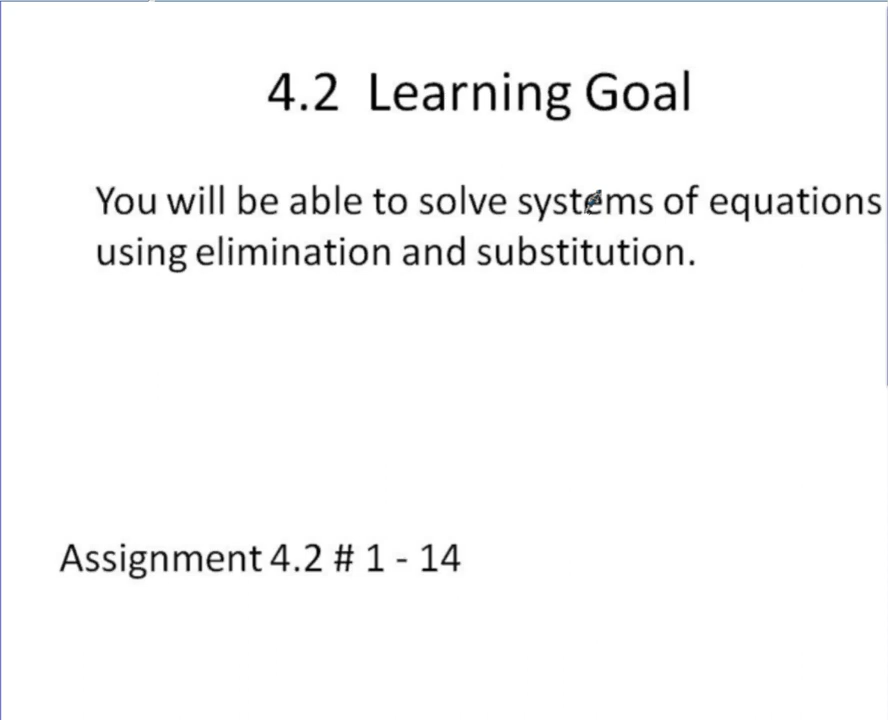 4.2 Learning Goal
You will be able to solve systems of equations
using elimination and substitution.
Assignment 4.2 # 1 - 14